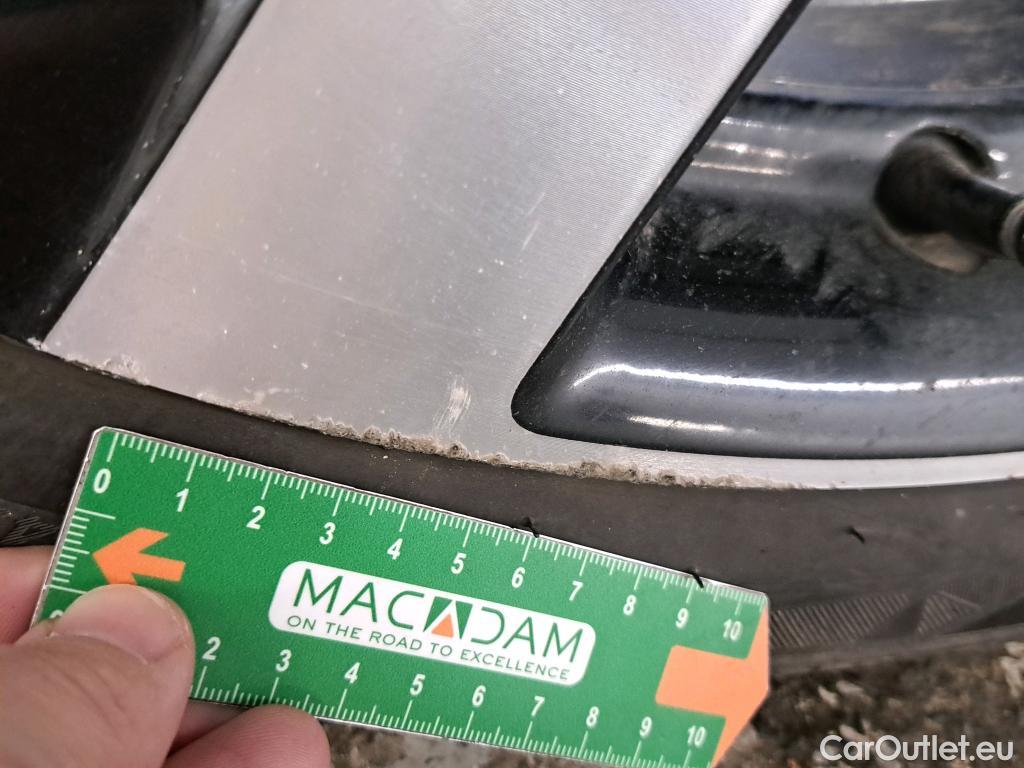 0 1 2 3 4 5 6 7 8 9 10
MACADAM
ON THE ROAD TO EXCELLENCE
2 3 4 5 6 7 8 9 10
CarOutlet.eu